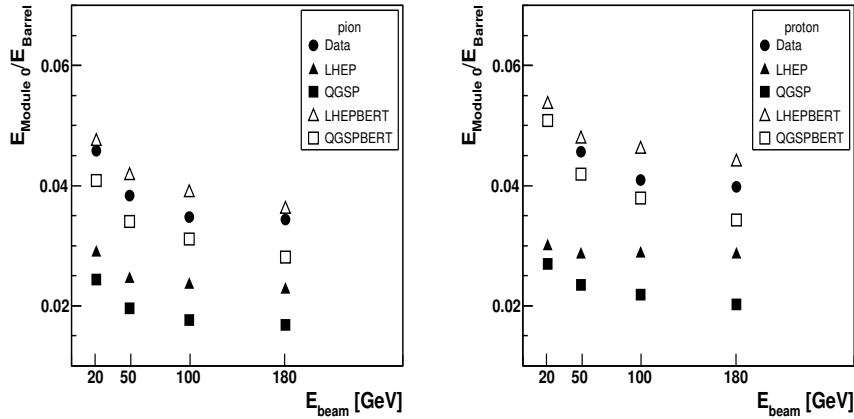 E_Module 0/E_Barrel
0.06
0.04
0.02
pion
Data
LHEP
QGSP
LHEPBERT
QGSPBERT
20 50 100 180
E_beam [GeV]
E_Module 0/E_Barrel
0.06
0.04
0.02
proton
Data
LHEP
QGSP
LHEPBERT
QGSPBERT
20 50 100 180
E_beam [GeV]